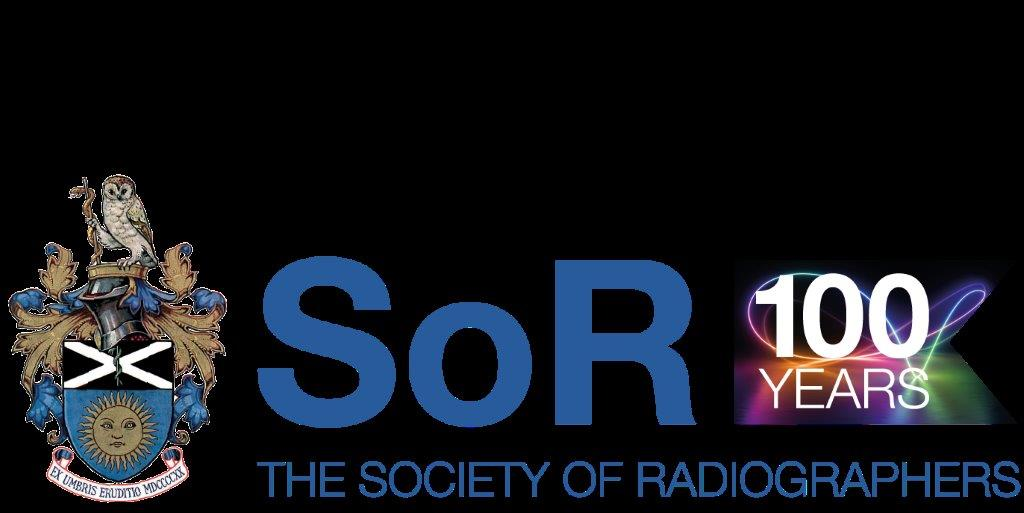 SoR
100
YEARS
THE SOCIETY OF RADIOGRAPHERS
EX UMBRIS ERUDITIO MDCCCCXX